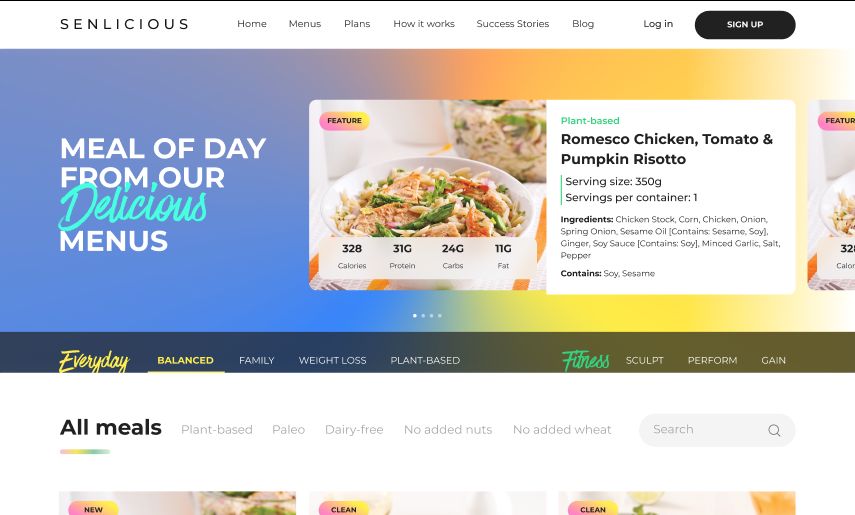 SENLICIOUS
Home Menus Plans How it works Success Stories Blog Log in SIGN UP
MEAL OF DAY
FROM OUR
Delicious
MENUS
FEATURE
328 31G 24G 11G
Calories Protein Carbs Fat
Plant-based
Romesco Chicken, Tomato &
Pumpkin Risotto
Serving size: 350g
Servings per container: 1
Ingredients: Chicken Stock, Corn, Chicken, Onion,
Spring Onion, Sesame Oil [Contains: Sesame, Soy],
Ginger, Soy Sauce [Contains: Soy], Minced Garlic, Salt,
Pepper
Contains: Soy, Sesame
Everyday BALANCED FAMILY WEIGHT LOSS PLANT-BASED Fitness SCULPT PERFORM GAIN
All meals Plant-based Paleo Dairy-free No added nuts No added wheat Search
NEW CLEAN CLEAN